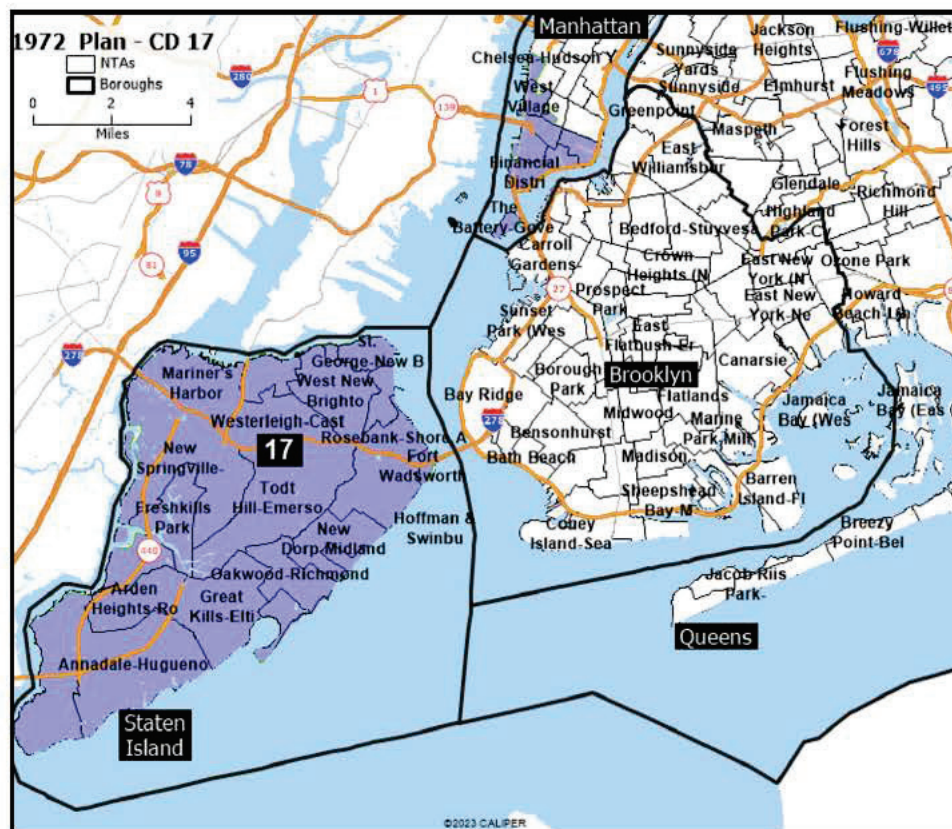 1972 Plan - CD 17
NTAs
Boroughs
0 2 4
Miles
Manhattan
Chelsea-Hudson Y
West
Village
Sunnyside
Yards
Sunnyside
Jackson
Heights
Flushing-Willet
678
Flushing
Meadows
495
Elmhurst
280
1
139
Greenpoint
Maspeth
Forest
Hills
78
9
95
81
Financial
Distri
East
Williamsbur
Glendale
Richmond
Hill
The
Battery-Gove
Carroll
Gardens-
Bedford-Stuyvesa
Highland
Park-C
Crown
Heights (N
East New
York (N
Ozone Park
27
Prospect
Park
East New
York-Ne
Howard
Beach-Lin
Sunset
Park (Wes
East
Flatbush-Er
Canarsie
278
St.
George-New B
Mariner's
Harbor
West New
Brighto
Borough
Park
Brooklyn
Bay Ridge
Flatlands
Jamaica
Bay (Wes
Jamaica
Bay (Eas
Westerleigh-Cast
17
Rosebank-Shore A
Fort
Wadsworth
278
Midwood
Bensonhurst
Marine
Park-Mill
Bath Beach
Madison
New
Springville-
Todt
Hill-Emerso
Freshkills
Park
Sheepshead
Bay-M
Barren
Island-Fl
Hoffman &
Swinbu
Coney
Island-Sea
Breezy
Point-Bel
New
Dorp-Midland
440
Oakwood-Richmond
Jacob Riis
Park-
Arden
Heights-Ro
Great
Kills-Elti
Queens
Annadale-Hugueno
Staten
Island
©2023 CALIPER